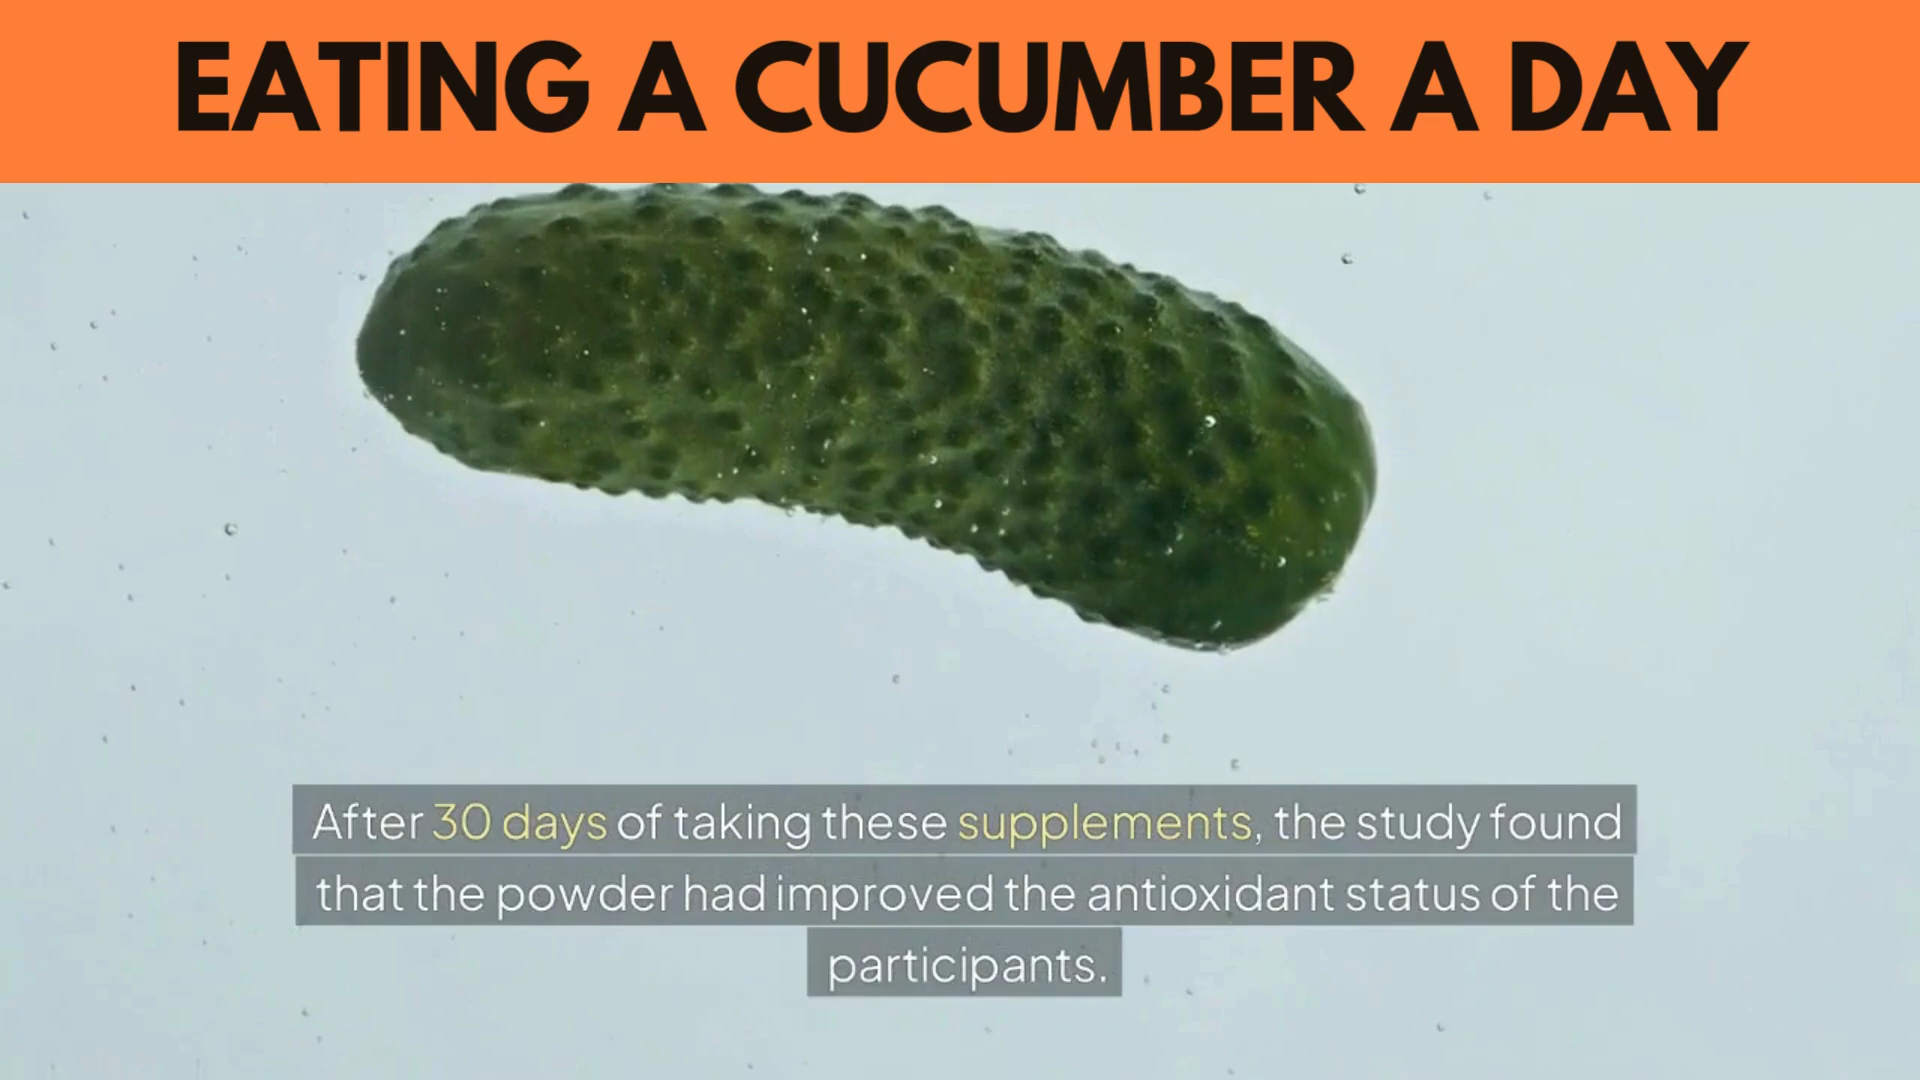 EATING A CUCUMBER A DAY
After 30 days of taking these supplements, the study found
that the powder had improved the antioxidant status of the
participants.